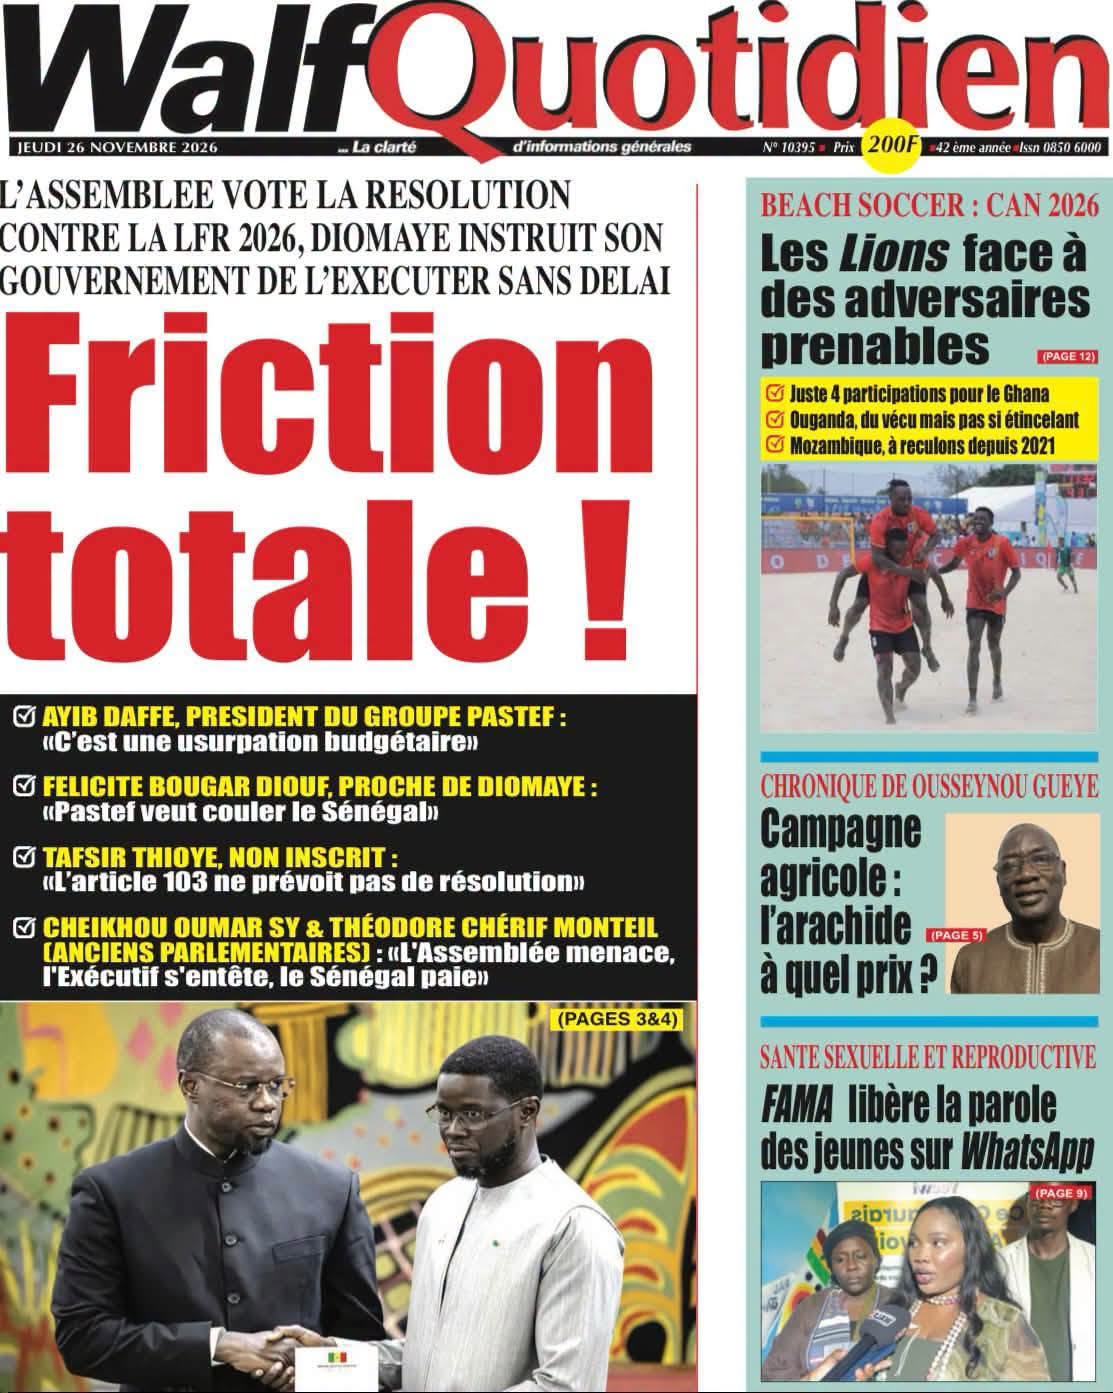 Walf Quotidien
JEUDI 26 NOVEMBRE 2026
... La clarté
d'informations générales
N° 10395 ▪ Prix 200F ▪42 ème année ▪Issn 0850 6000
L'ASSEMBLEE VOTE LA RESOLUTION
CONTRE LA LFR 2026, DIOMAYE INSTRUIT SON
GOUVERNEMENT DE L'EXECUTER SANS DELAI
Friction
totale !
AYIB DAFFE, PRESIDENT DU GROUPE PASTEF :
«C'est une usurpation budgétaire»
FELICITE BOUGAR DIOUF, PROCHE DE DIOMAYE :
«Pastef veut couler le Sénégal»
TAFSIR THIOYE, NON INSCRIT :
«L'article 103 ne prévoit pas de résolution»
CHEIKHOU OUMAR SY & THÉODORE CHÉRIF MONTEIL
(ANCIENS PARLEMENTAIRES) : «L'Assemblée menace,
l'Exécutif s'entête, le Sénégal paie»
(PAGES 3&4)
BEACH SOCCER : CAN 2026
Les Lions face à
des adversaires
prenables
(PAGE 12)
Juste 4 participations pour le Ghana
Ouganda, du vécu mais pas si étincelant
Mozambique, à reculons depuis 2021
CHRONIQUE DE OUSSEYNOU GUEYE
Campagne
agricole :
l'arachide
(PAGE 5)
à quel prix ?
SANTE SEXUELLE ET REPRODUCTIVE
FAMA libère la parole
des jeunes sur WhatsApp
(PAGE 9)